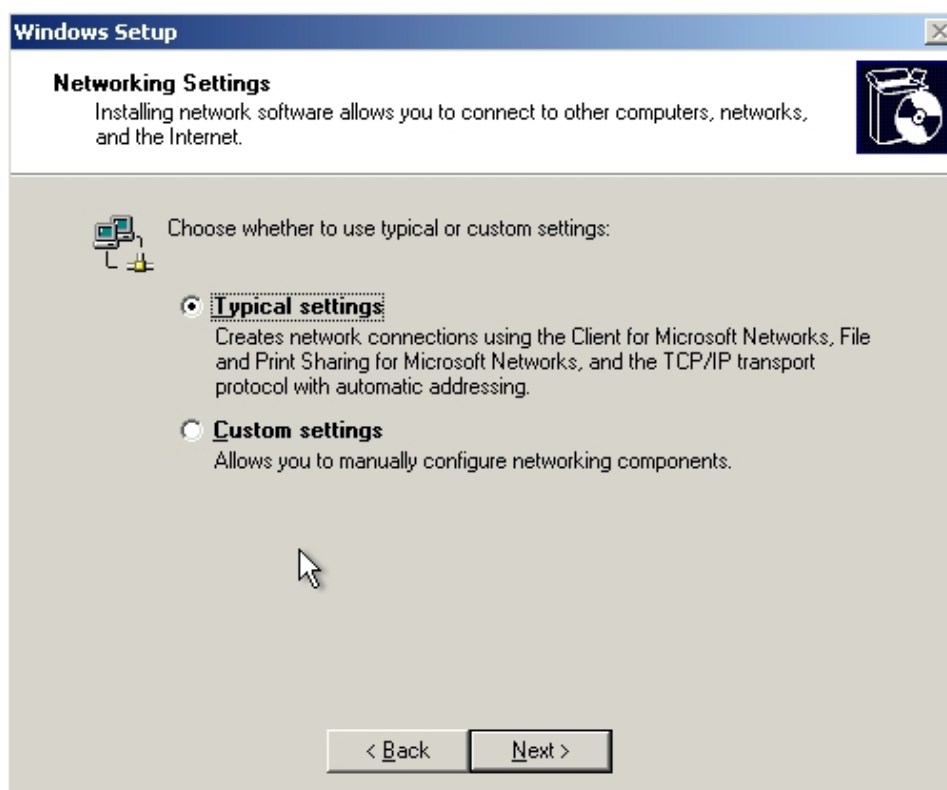 Windows Setup
Networking Settings
Installing network software allows you to connect to other computers, networks,
and the Internet.
Choose whether to use typical or custom settings:
Typical settings
Creates network connections using the Client for Microsoft Networks, File
and Print Sharing for Microsoft Networks, and the TCP/IP transport
protocol with automatic addressing.
Custom settings
Allows you to manually configure networking components.
< Back
Next >